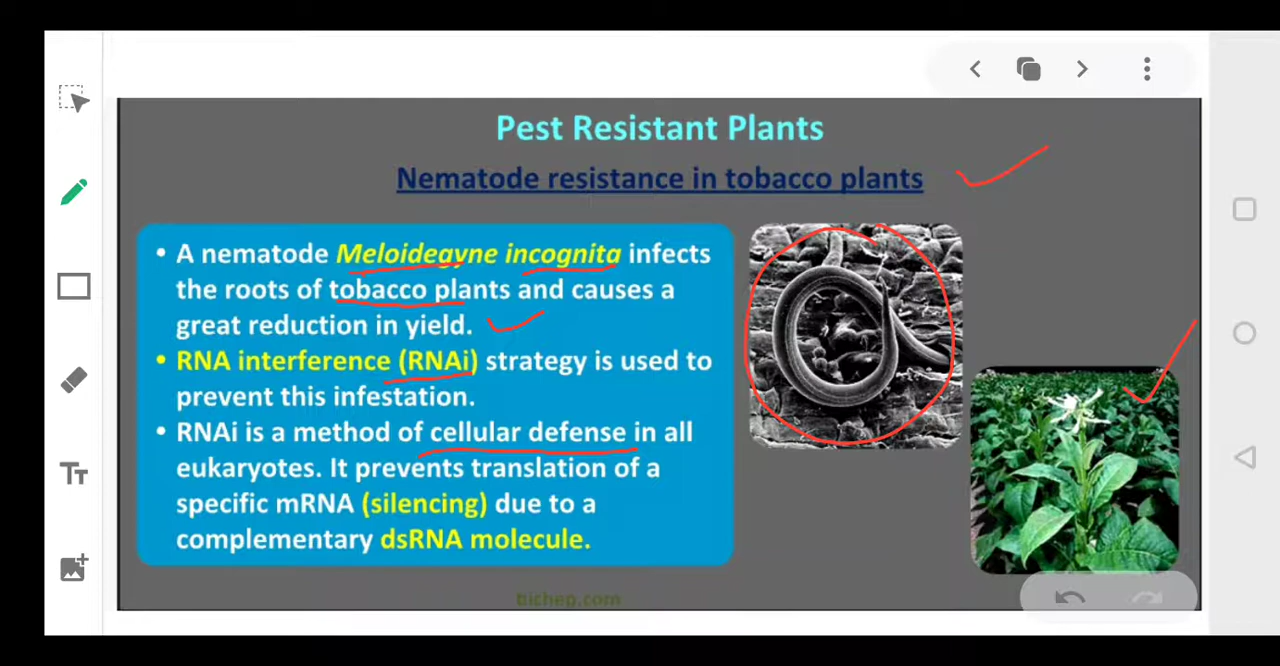 Pest Resistant Plants
Nematode resistance in tobacco plants
• A nematode Meloidegyne incognita infects
the roots of tobacco plants and causes a
great reduction in yield.
• RNA interference (RNAi) strategy is used to
prevent this infestation.
• RNAi is a method of cellular defense in all
eukaryotes. It prevents translation of a
specific mRNA (silencing) due to a
complementary dsRNA molecule.
Tт